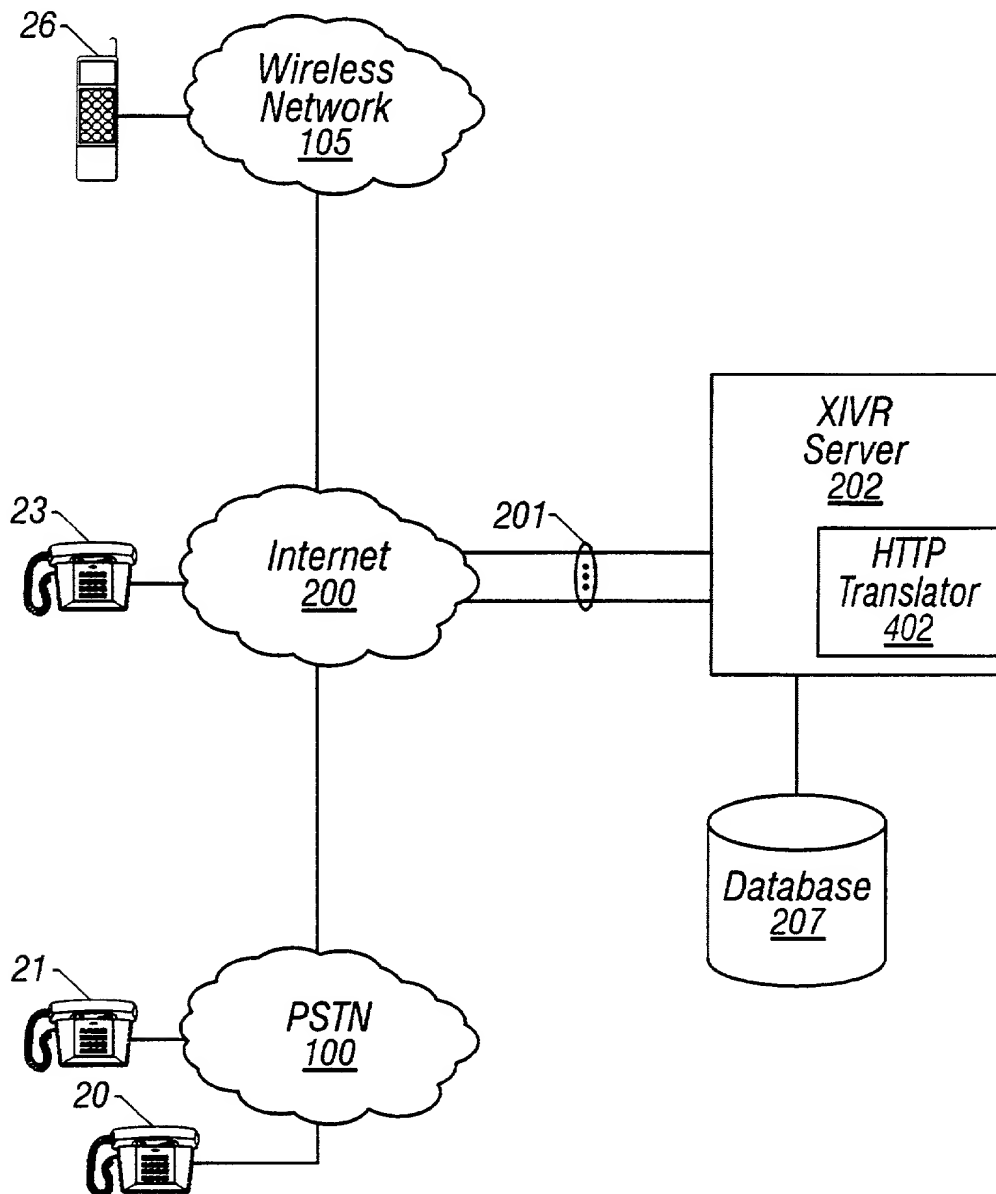 26
Wireless
Network
105
23
Internet
200
201
XIVR
Server
202
HTTP
Translator
402
Database
207
21
PSTN
100
20